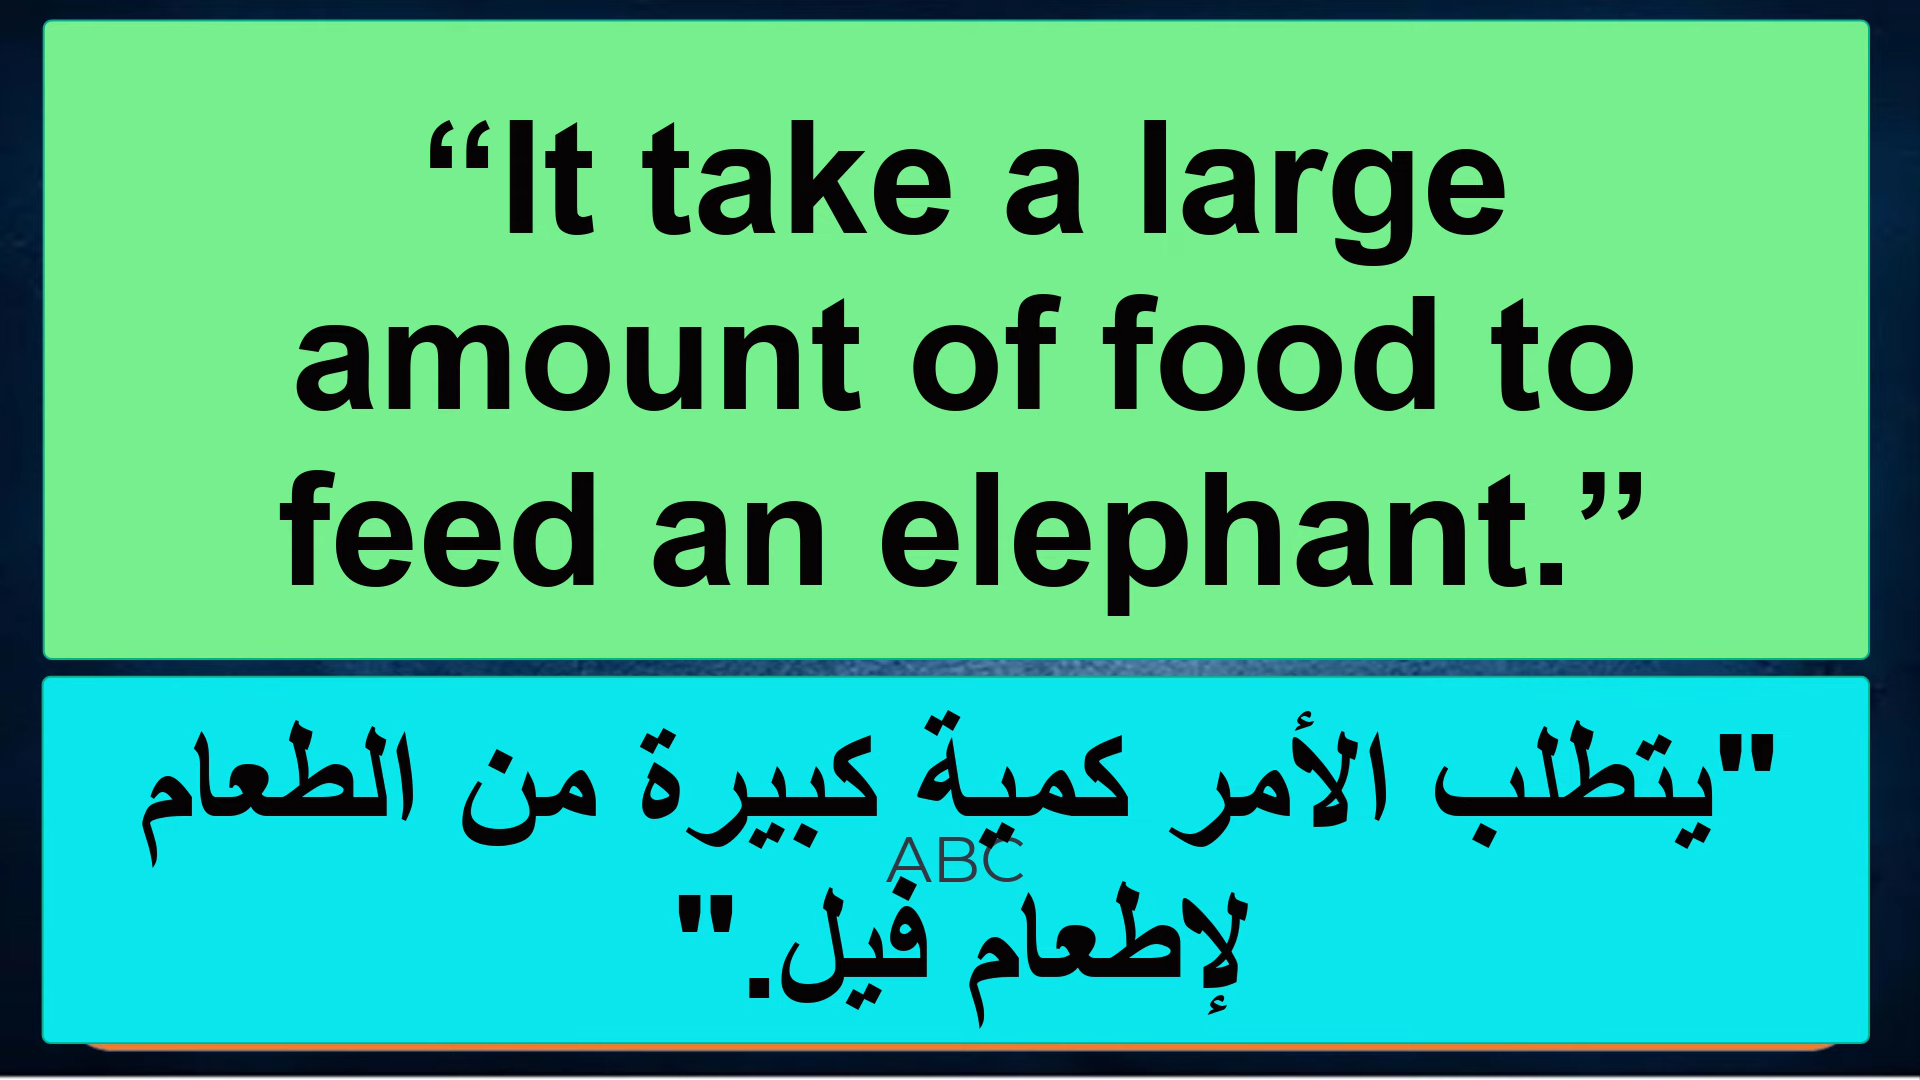 “It take a large
amount of food to
feed an elephant.”
"يتطلب الأمر كمية كبيرة من الطعام
ABC
لإطعام فيل."